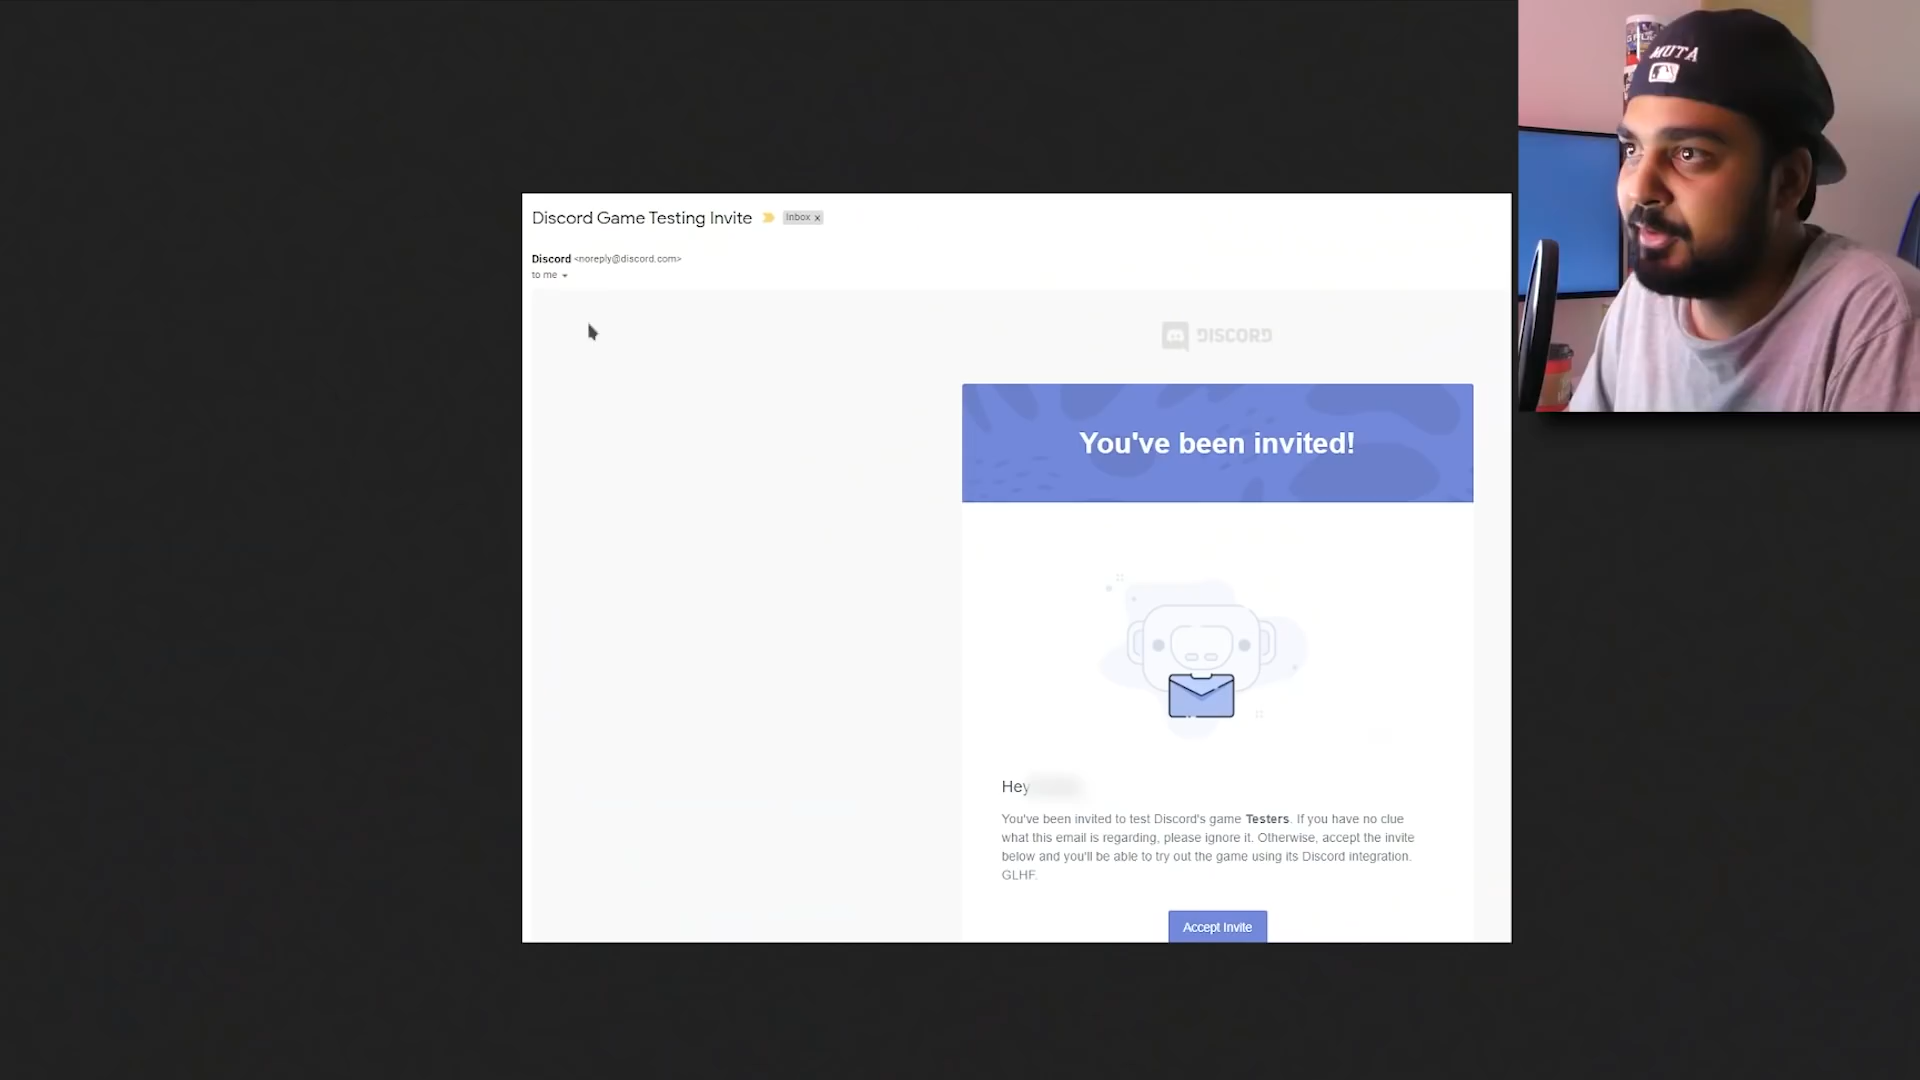 Discord Game Testing Invite
Inbox x
Discord <noreply@discord.com>
to me
DISCORD
You've been invited!
Hey
You've been invited to test Discord's game Testers. If you have no clue
what this email is regarding, please ignore it. Otherwise, accept the invite
below and you'll be able to try out the game using its Discord integration.
GLHF.
Accept Invite
MUTA